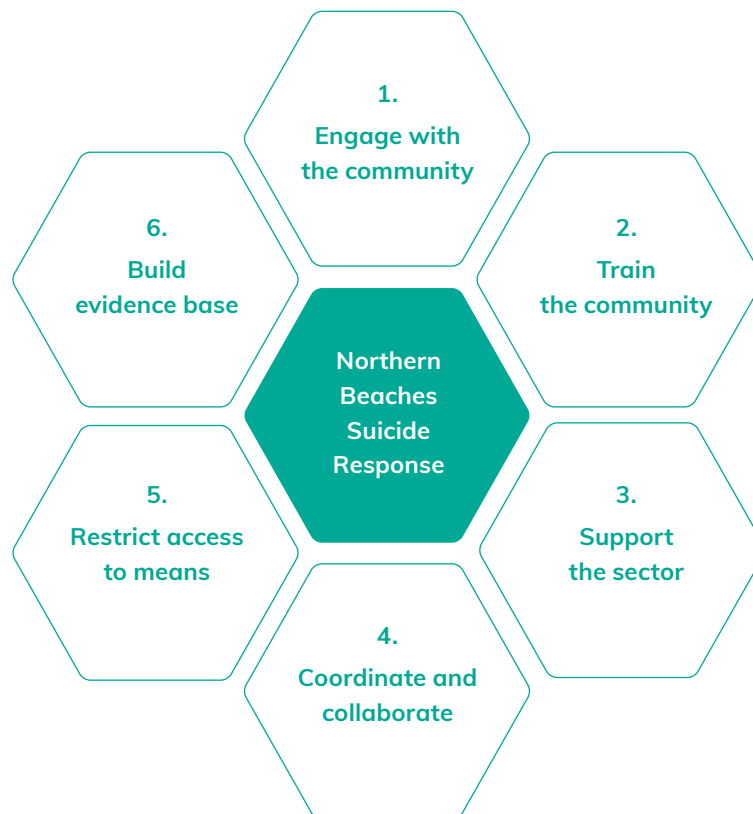 1.
Engage with
the community
2.
Train
the community
3.
Support
the sector
4.
Coordinate and
collaborate
5.
Restrict access
to means
6.
Build
evidence base
Northern
Beaches
Suicide
Response